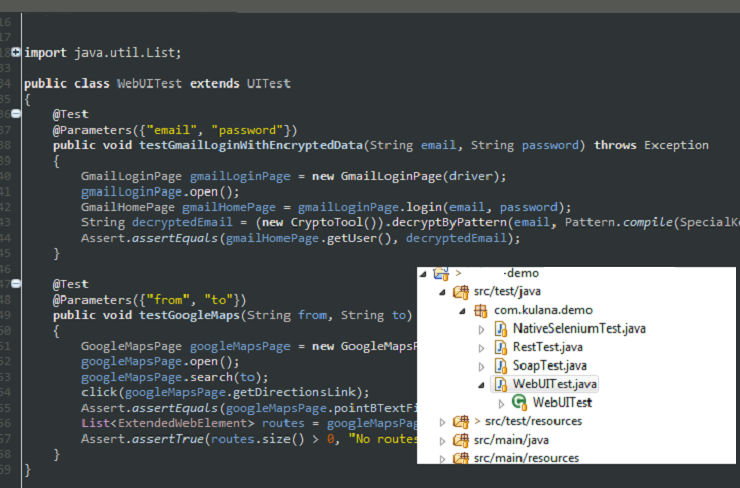 16
17
18 import java.util.List;
33
34 public class WebUITest extends UITest
35 {
36 @Test
37 @Parameters({"email", "password"})
38 public void testGmailLoginWithEncryptedData(String email, String password) throws Exception
39 {
40 GmailLoginPage gmailLoginPage = new GmailLoginPage(driver);
41 gmailLoginPage.open();
42 GmailHomePage gmailHomePage = gmailLoginPage.login(email, password);
43 String decryptedEmail = (new CryptoTool()).decryptByPattern(email, Pattern.compile(SpecialKe
44 Assert.assertEquals(gmailHomePage.getUser(), decryptedEmail);
45 }
46
47 @Test
48 @Parameters({"from", "to"})
49 public void testGoogleMaps(String from, String to)
50 {
51 GoogleMapsPage googleMapsPage = new GoogleMapsP
52 googleMapsPage.open();
53 googleMapsPage.search(to);
54 click(googleMapsPage.getDirectionsLink);
55 Assert.assertEquals(googleMapsPage.pointBTextFi
56 List<ExtendedWebElement> routes = googleMapsPag
57 Assert.assertTrue(routes.size() > 0, "No routes
58 }
59 }
> -demo
src/test/java
com.kulana.demo
NativeSeleniumTest.java
RestTest.java
SoapTest.java
WebUITest.java
WebUITest
> src/test/resources
src/main/java
src/main/resources